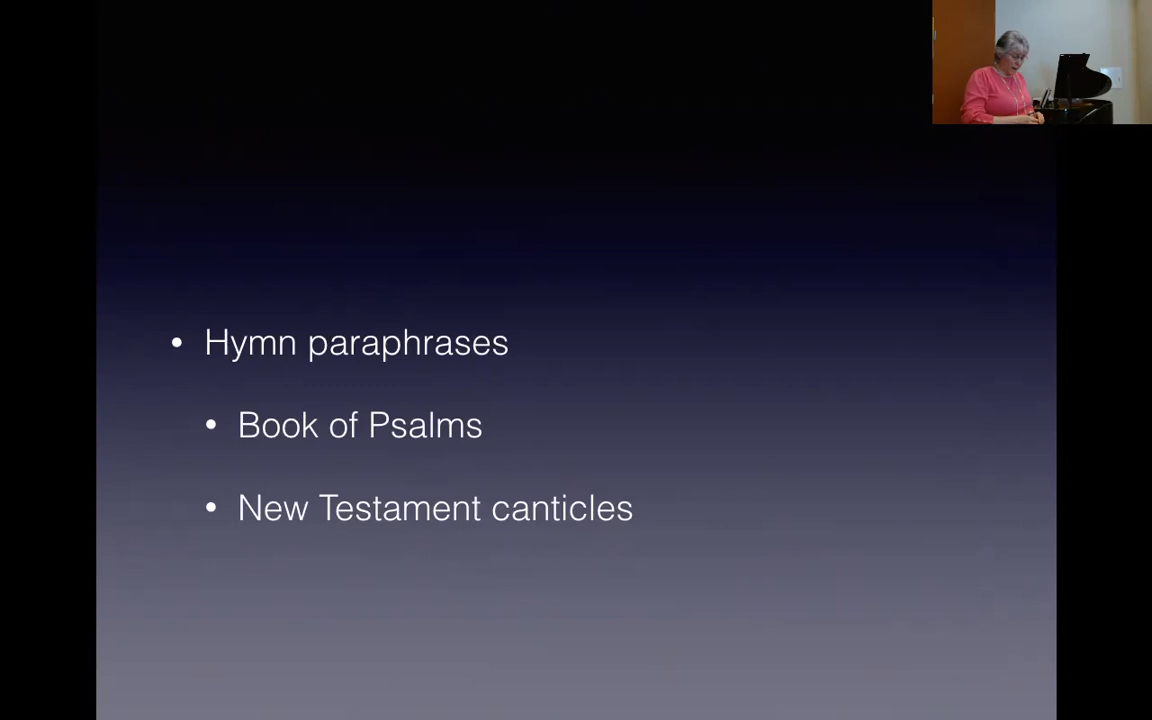 • Hymn paraphrases
• Book of Psalms
• New Testament canticles